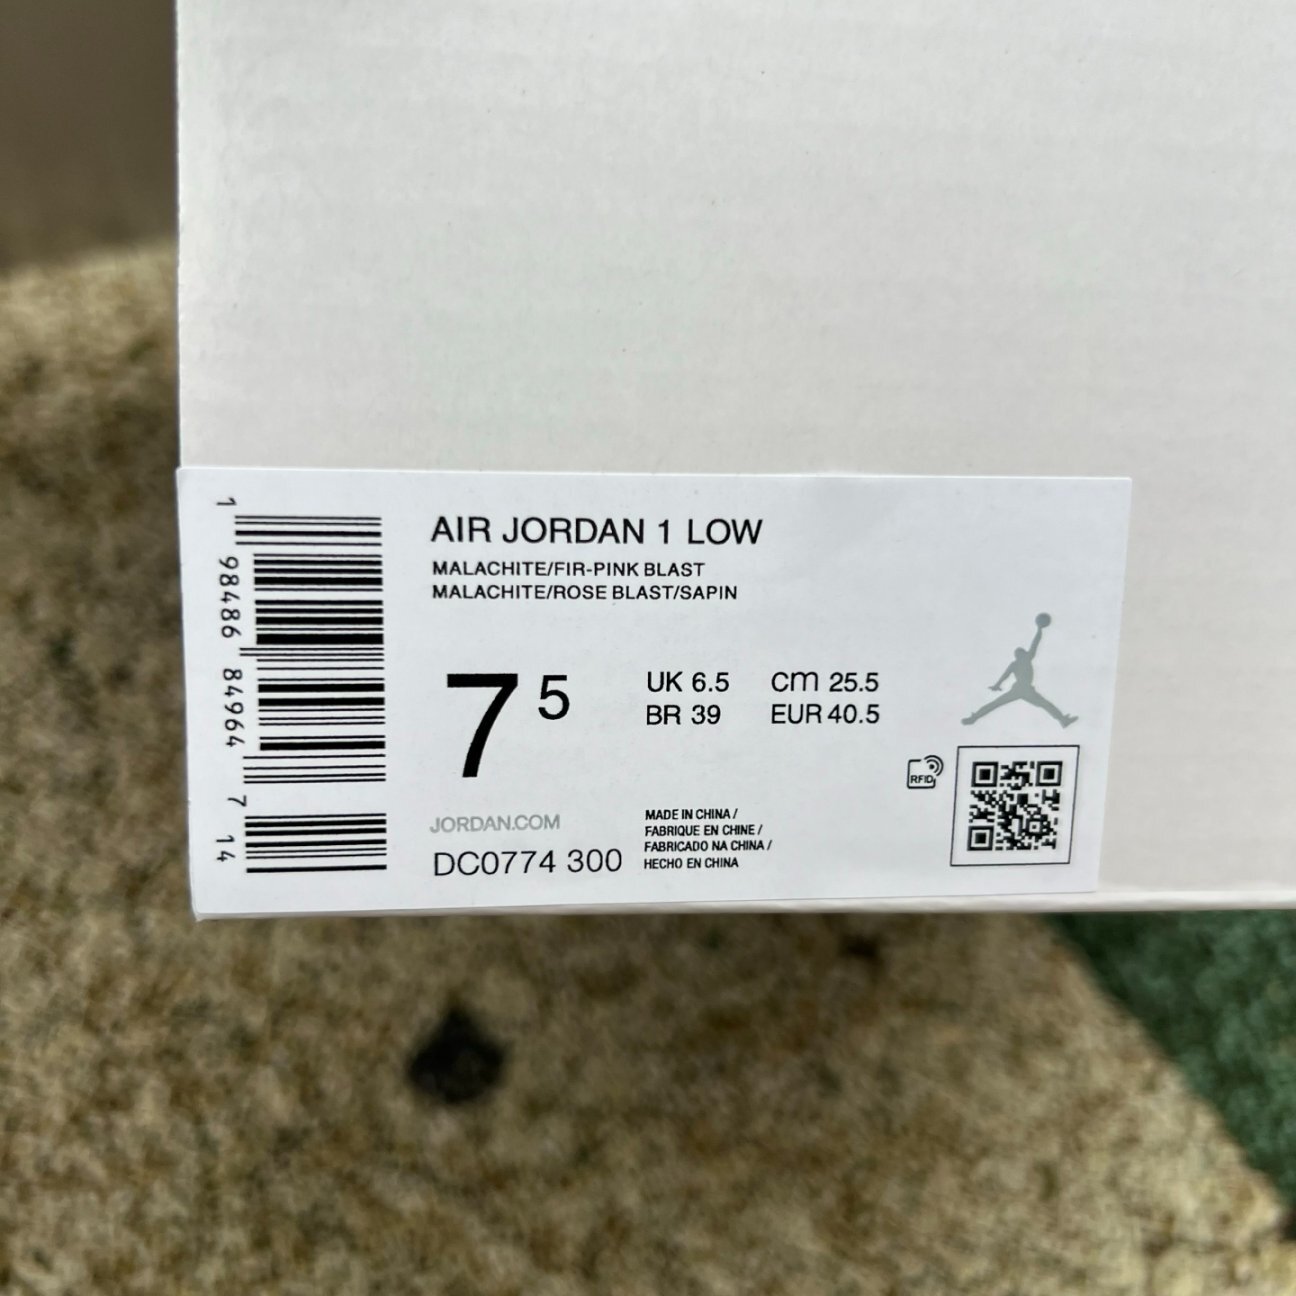 AIR JORDAN 1 LOW
MALACHITE/FIR-PINK BLAST
MALACHITE/ROSE BLAST/SAPIN
7 5
UK 6.5 CM 25.5
BR 39 EUR 40.5
RFID
JORDAN.COM
DC0774 300
MADE IN CHINA /
FABRIQUE EN CHINE /
FABRICADO NA CHINA /
HECHO EN CHINA
1 98486 84964 7 14